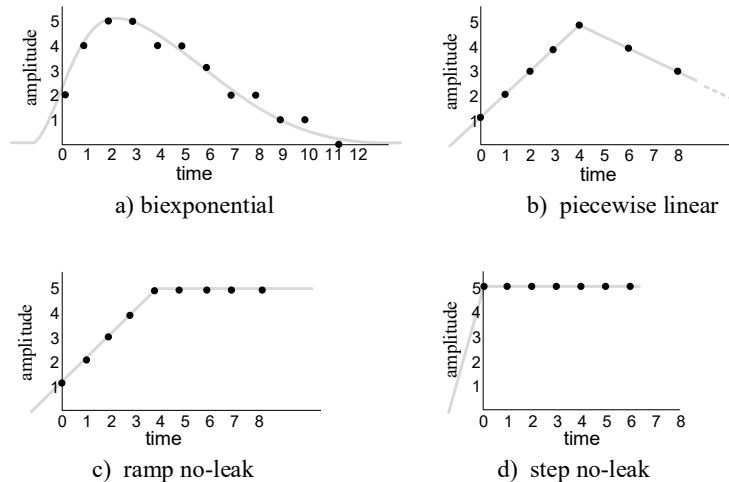 amplitude
5
4
3
2
1
0 1 2 3 4 5 6 7 8 9 10 11 12
time
a) biexponential
amplitude
5
4
3
2
1
0 1 2 3 4 5 6 7 8
time
b) piecewise linear
amplitude
5
4
3
2
1
0 1 2 3 4 5 6 7 8
time
c) ramp no-leak
amplitude
5
4
3
2
1
0 1 2 3 4 5 6 7 8
time
d) step no-leak